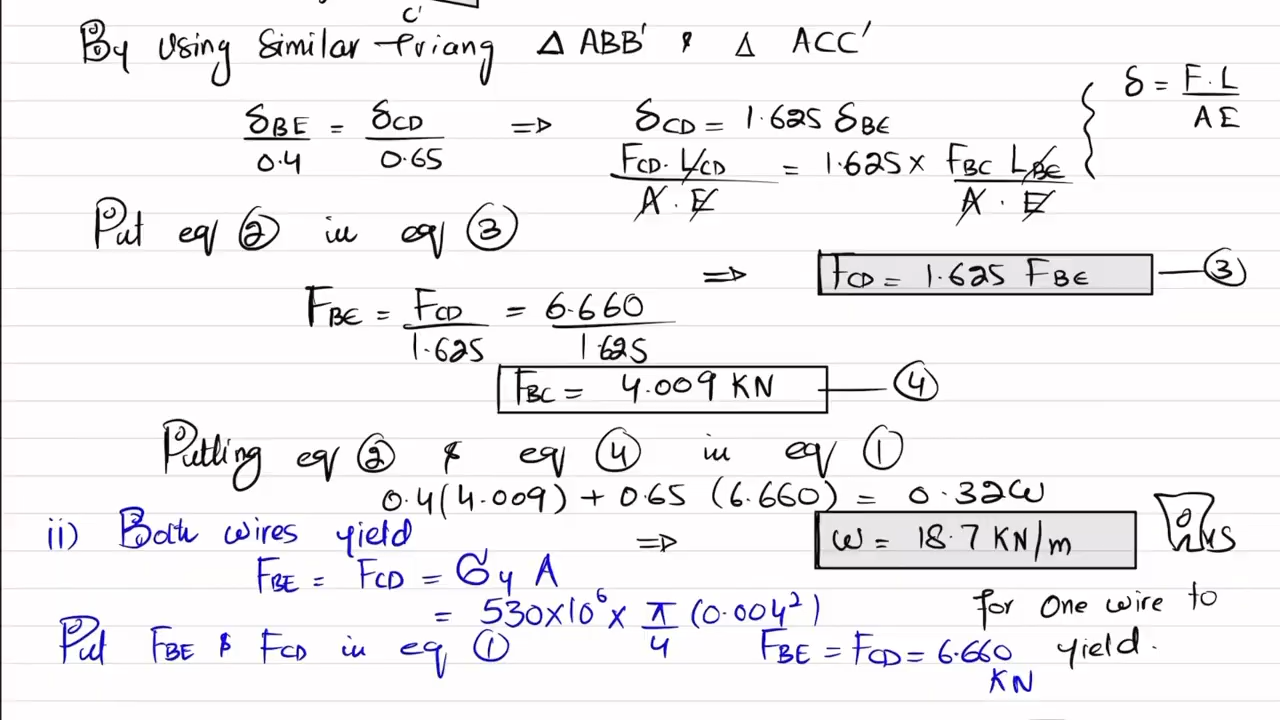 C'
By Using Similar Triang △ ABB' & △ ACC'
δBE/0.4 = δCD/0.65 ⇒ δCD = 1.625 δBE { δ = F.L/AE
FCD. LCD/A.E = 1.625 × FBC LBE/A.E
Put eq ② in eq ③
⇒ FCD = 1.625 FBE — ③
FBE = FCD/1.625 = 6.660/1.625
FBC = 4.009 KN — ④
Putling eq ② & eq ④ in eq ①
0.4(4.009) + 0.65 (6.660) = 0.32ω
⇒ ω = 18.7 KN/m
for one wire to
yield.
ii) Both wires yield
FBE = FCD = σy A
= 530×10⁶ × π/4 (0.004²)
Put FBE & FCD in eq ① FBE = FCD = 6.660
KN